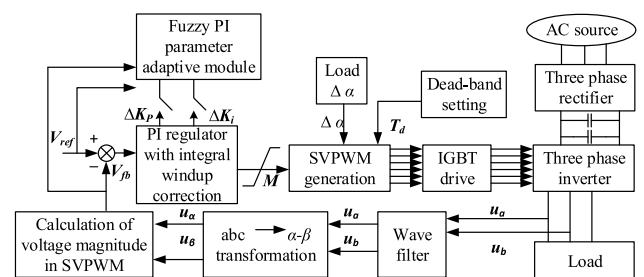 Fuzzy PI
parameter
adaptive module
AC source
Load
Δ α
Dead-band
setting
Three phase
rectifier
ΔK_P
ΔK_i
Δ α
T_d
V_ref
+
−
V_fb
PI regulator
with integral
windup
correction
M
SVPWM
generation
IGBT
drive
Three phase
inverter
Calculation of
voltage magnitude
in SVPWM
u_α
u_β
abc → α-β
transformation
u_a
u_b
Wave
filter
u_a
u_b
Load